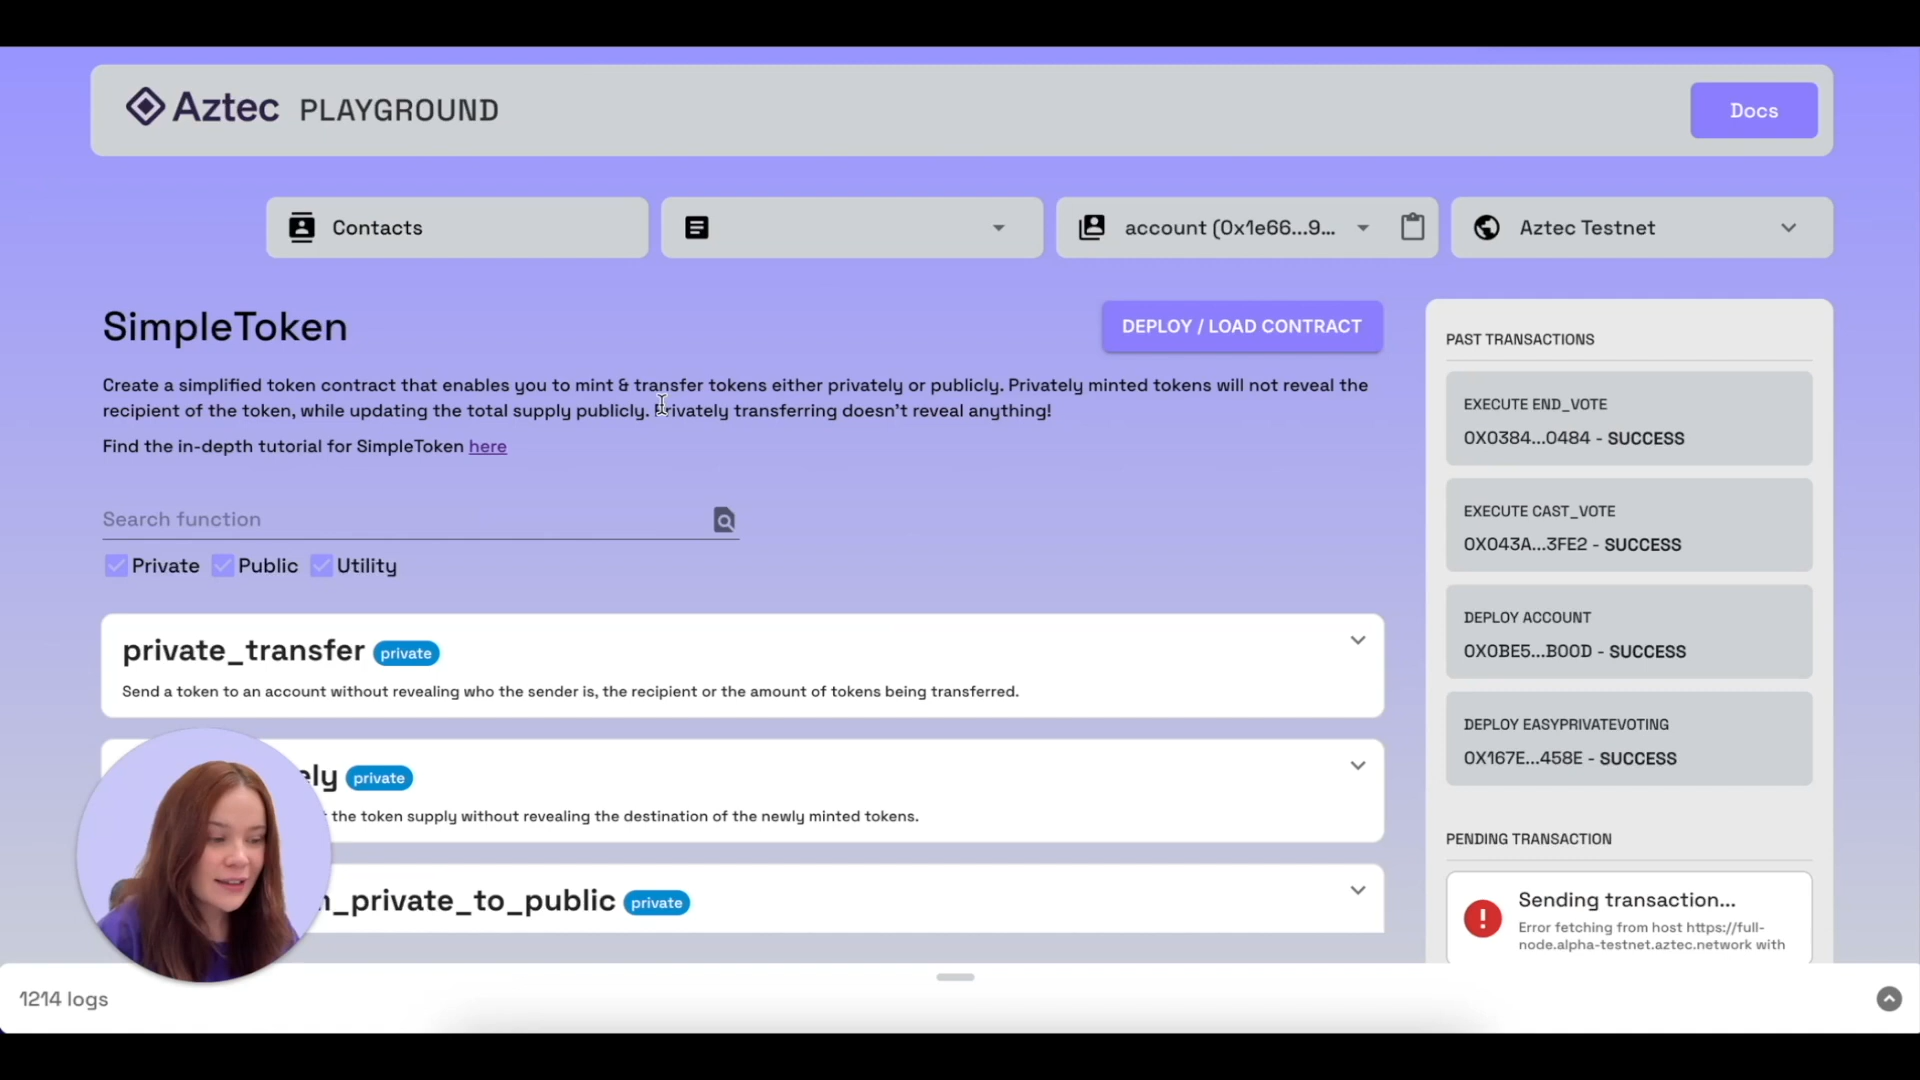 Aztec PLAYGROUND
Docs
Contacts
account (0x1e66...9...
Aztec Testnet
SimpleToken
DEPLOY / LOAD CONTRACT
Create a simplified token contract that enables you to mint & transfer tokens either privately or publicly. Privately minted tokens will not reveal the
recipient of the token, while updating the total supply publicly. Privately transferring doesn't reveal anything!
Find the in-depth tutorial for SimpleToken here
Search function
Private Public Utility
private_transfer private
Send a token to an account without revealing who the sender is, the recipient or the amount of tokens being transferred.
ely private
the token supply without revealing the destination of the newly minted tokens.
_private_to_public private
PAST TRANSACTIONS
EXECUTE END_VOTE
0X0384...0484 - SUCCESS
EXECUTE CAST_VOTE
0X043A...3FE2 - SUCCESS
DEPLOY ACCOUNT
0X0BE5...B00D - SUCCESS
DEPLOY EASYPRIVATEVOTING
0X167E...458E - SUCCESS
PENDING TRANSACTION
Sending transaction...
Error fetching from host https://full-
node.alpha-testnet.aztec.network with
1214 logs